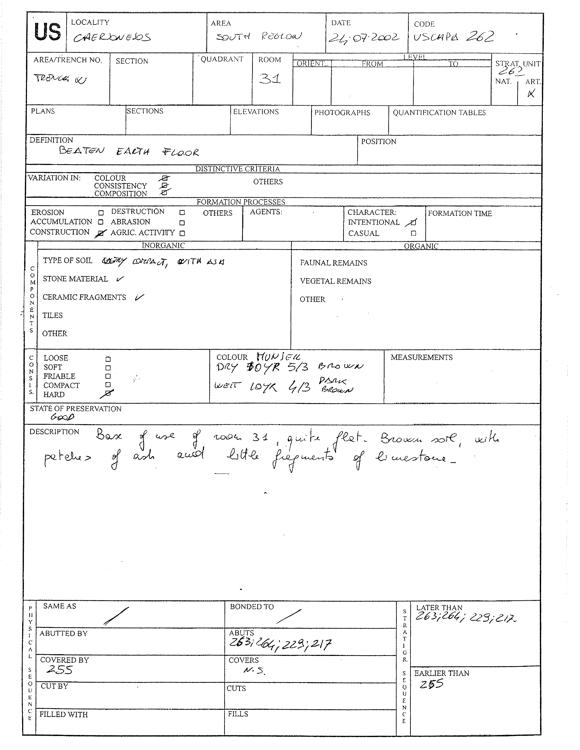 US
LOCALITY
AREA
SOUTH REGION
DATE
24.07.2002
CODE
USCAPA 262
AREA/TRENCH NO.
TRENCH W
SECTION
QUADRANT
ROOM
31
LEVEL
ORIENT. FROM TO
STRAT. UNIT
262
NAT. ART.
X
PLANS
SECTIONS
ELEVATIONS
PHOTOGRAPHS
QUANTIFICATION TABLES
DEFINITION
BEATEN EARTH FLOOR
POSITION
DISTINCTIVE CRITERIA
VARIATION IN: COLOUR
CONSISTENCY
COMPOSITION
OTHERS
FORMATION PROCESSES
EROSION DESTRUCTION OTHERS
ACCUMULATION ABRASION
CONSTRUCTION AGRIC. ACTIVITY
AGENTS:
CHARACTER:
INTENTIONAL
CASUAL
FORMATION TIME
INORGANIC
ORGANIC
COMPONENTS
TYPE OF SOIL VERY COMPACT, WITH ASH
STONE MATERIAL ✓
CERAMIC FRAGMENTS ✓
TILES
OTHER
FAUNAL REMAINS
VEGETAL REMAINS
OTHER
CONSIS.
LOOSE
SOFT
FRIABLE
COMPACT
HARD
COLOUR MUNSELL
DRY 10YR 5/3 BROWN
WET 10YR 4/3 DARK BROWN
MEASUREMENTS
STATE OF PRESERVATION
GOOD
DESCRIPTION Base of use of room 31, quite flat. Brown soil, with
patches of ash and little fragments of limestone.
PHYSICAL SEQUENCE
SAME AS /
BONDED TO /
ABUTTED BY
ABUTS
263; 264; 229; 217
COVERED BY
255
COVERS
N.S.
CUT BY
CUTS
FILLED WITH
FILLS
STRATIGR. SEQUENCE
LATER THAN
263; 264; 229; 217.
EARLIER THAN
255